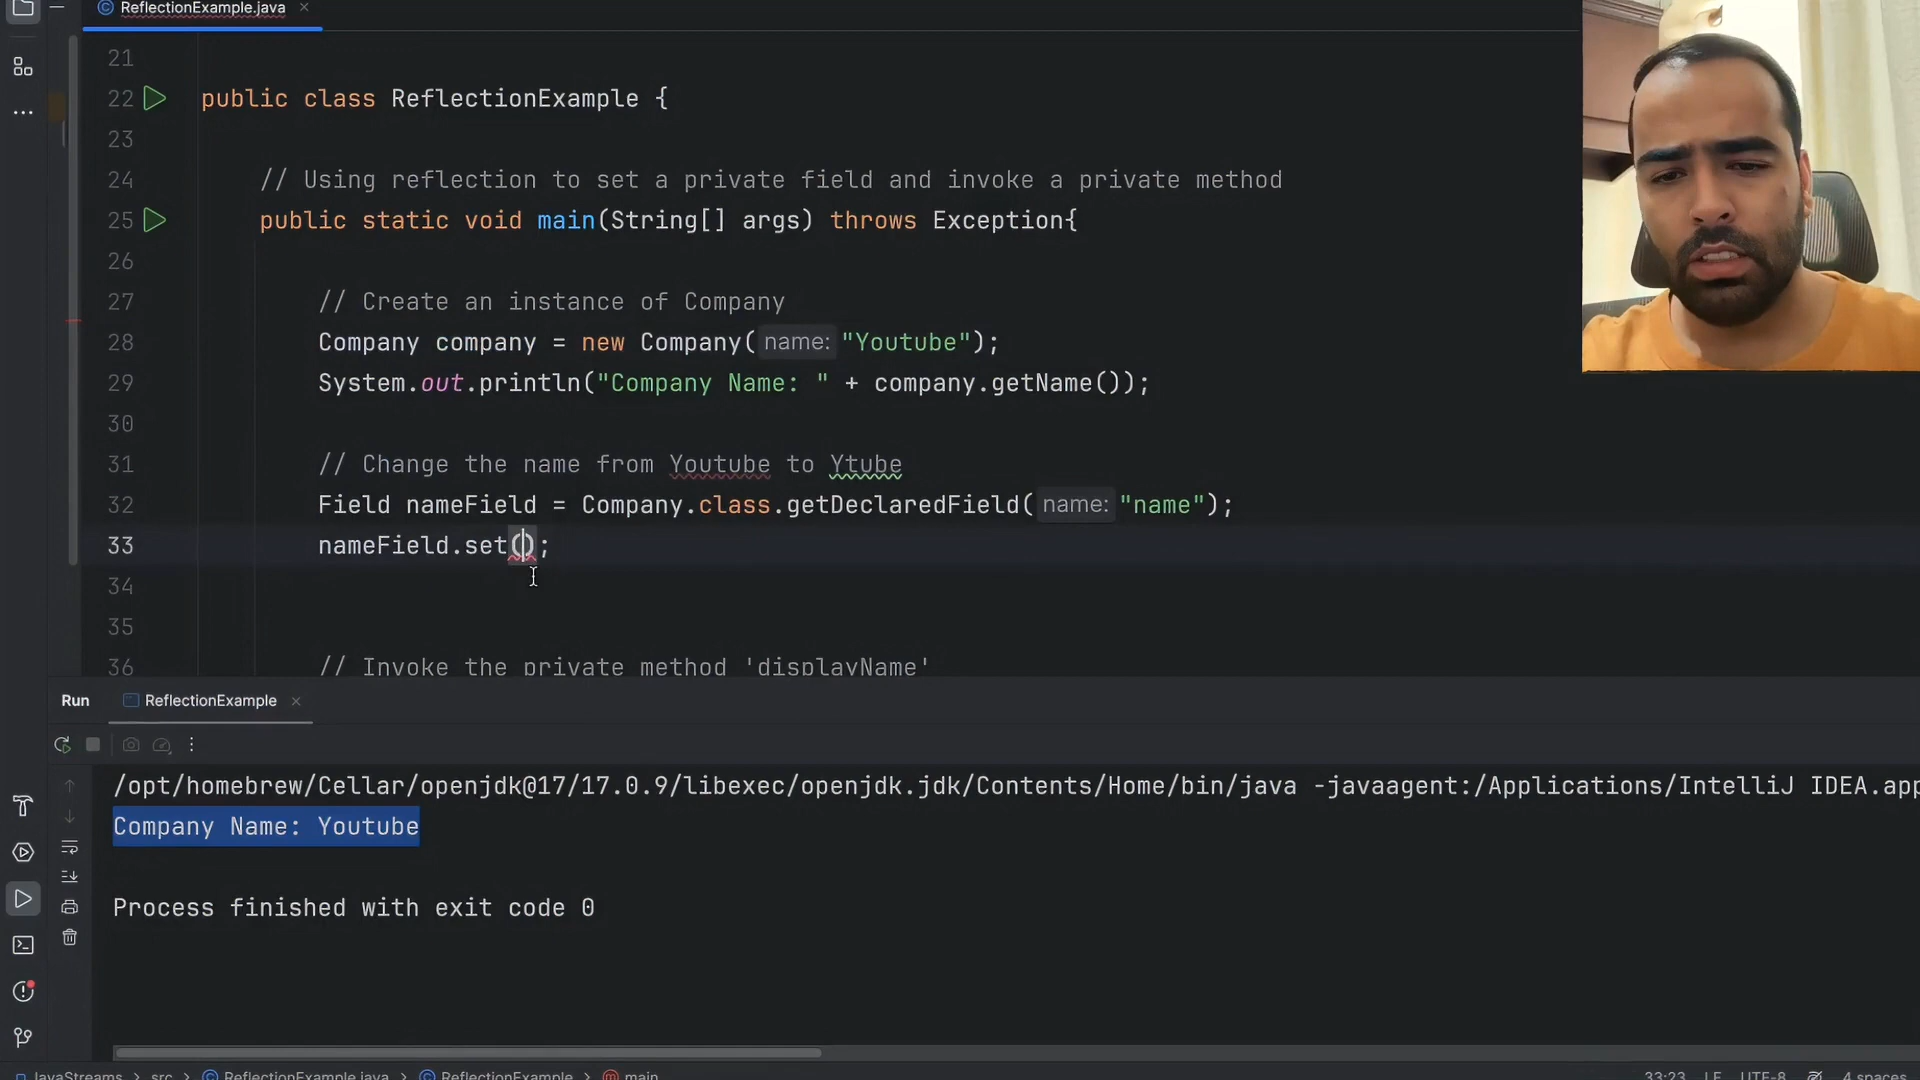 ReflectionExample.java
21
22 public class ReflectionExample {
23
24 // Using reflection to set a private field and invoke a private method
25 public static void main(String[] args) throws Exception{
26
27 // Create an instance of Company
28 Company company = new Company( name: "Youtube");
29 System.out.println("Company Name: " + company.getName());
30
31 // Change the name from Youtube to Ytube
32 Field nameField = Company.class.getDeclaredField( name: "name");
33 nameField.set();
34
35
36 // Invoke the private method 'displayName'
Run ReflectionExample
/opt/homebrew/Cellar/openjdk@17/17.0.9/libexec/openjdk.jdk/Contents/Home/bin/java -javaagent:/Applications/IntelliJ IDEA.app
Company Name: Youtube
Process finished with exit code 0
JavaStreams > src > ReflectionExample.java > ReflectionExample > main 33:23 LF UTF-8 4 spaces